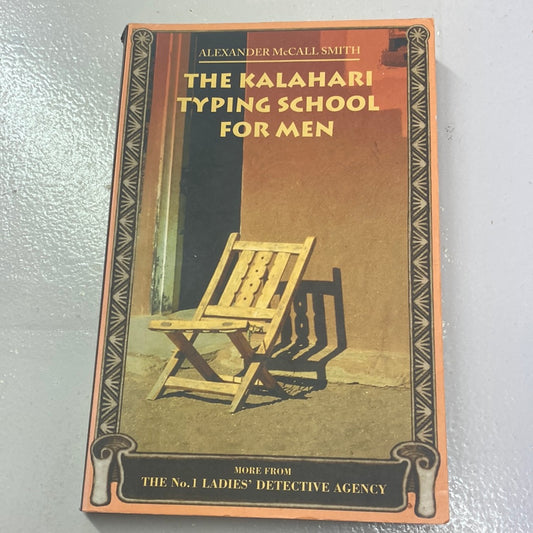 ALEXANDER McCALL SMITH
THE KALAHARI
TYPING SCHOOL
FOR MEN
MORE FROM
THE No.1 LADIES' DETECTIVE AGENCY